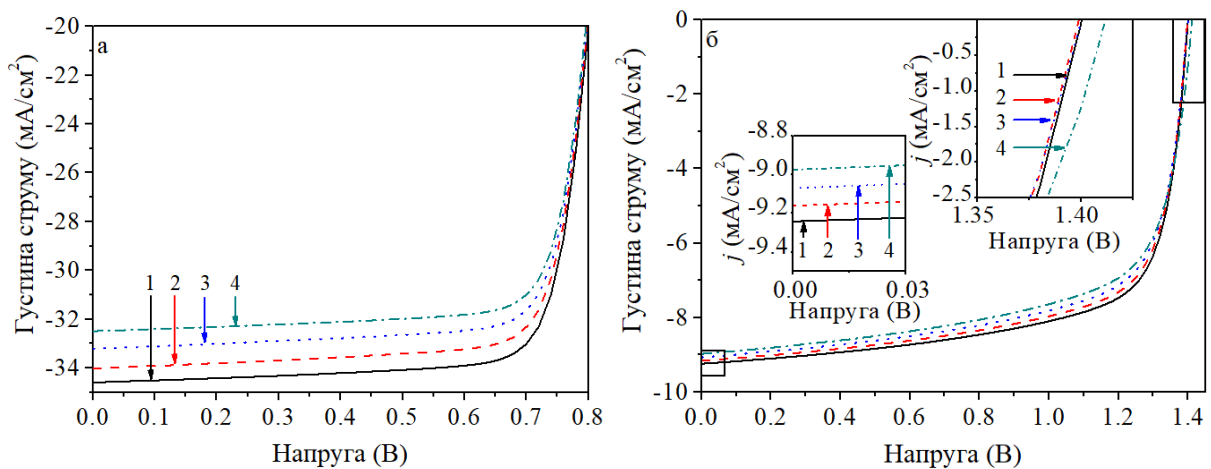 а
Густина струму (мА/см²)
-20
-22
-24
-26
-28
-30
-32
-34
1 2 3 4
0.0 0.1 0.2 0.3 0.4 0.5 0.6 0.7 0.8
Напруга (В)
б
Густина струму (мА/см²)
0
-2
-4
-6
-8
-10
0.0 0.2 0.4 0.6 0.8 1.0 1.2 1.4
Напруга (В)
j (мА/см²)
-8.8
-9.0
-9.2
-9.4
1 2 3 4
0.00 0.03
Напруга (В)
j (мА/см²)
-0.5
-1.0
-1.5
-2.0
-2.5
1
2
3
4
1.35 1.40
Напруга (В)